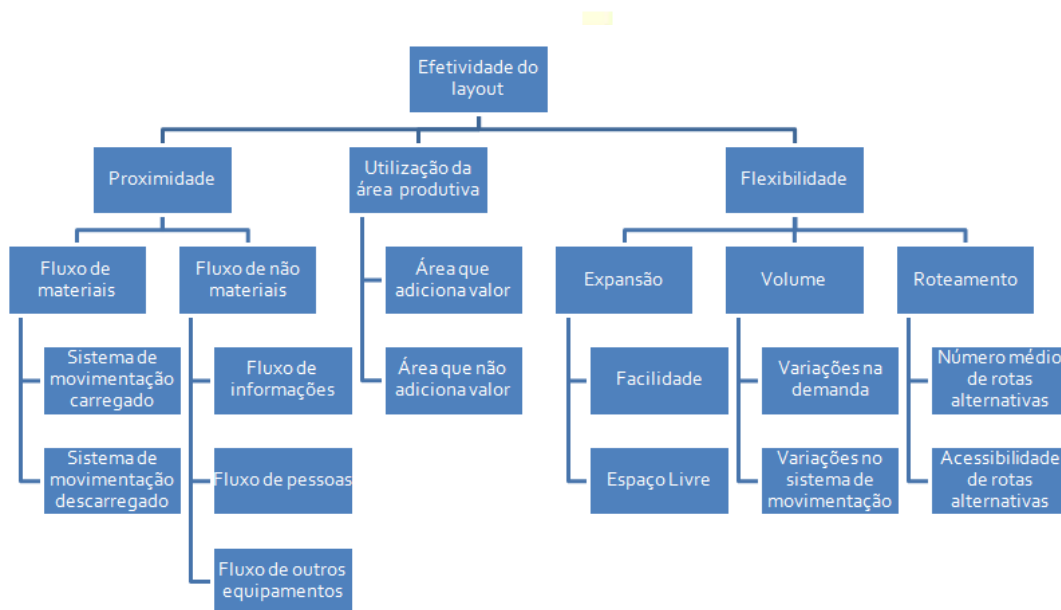 Efetividade do
layout
Proximidade
Utilização da
área produtiva
Flexibilidade
Fluxo de
materiais
Fluxo de não
materiais
Área que
adiciona valor
Expansão
Volume
Roteamento
Sistema de
movimentação
carregado
Fluxo de
informações
Área que não
adiciona valor
Facilidade
Variações na
demanda
Número médio
de rotas
alternativas
Sistema de
movimentação
descarregado
Fluxo de pessoas
Espaço Livre
Variações no
sistema de
movimentação
Acessibilidade
de rotas
alternativas
Fluxo de outros
equipamentos